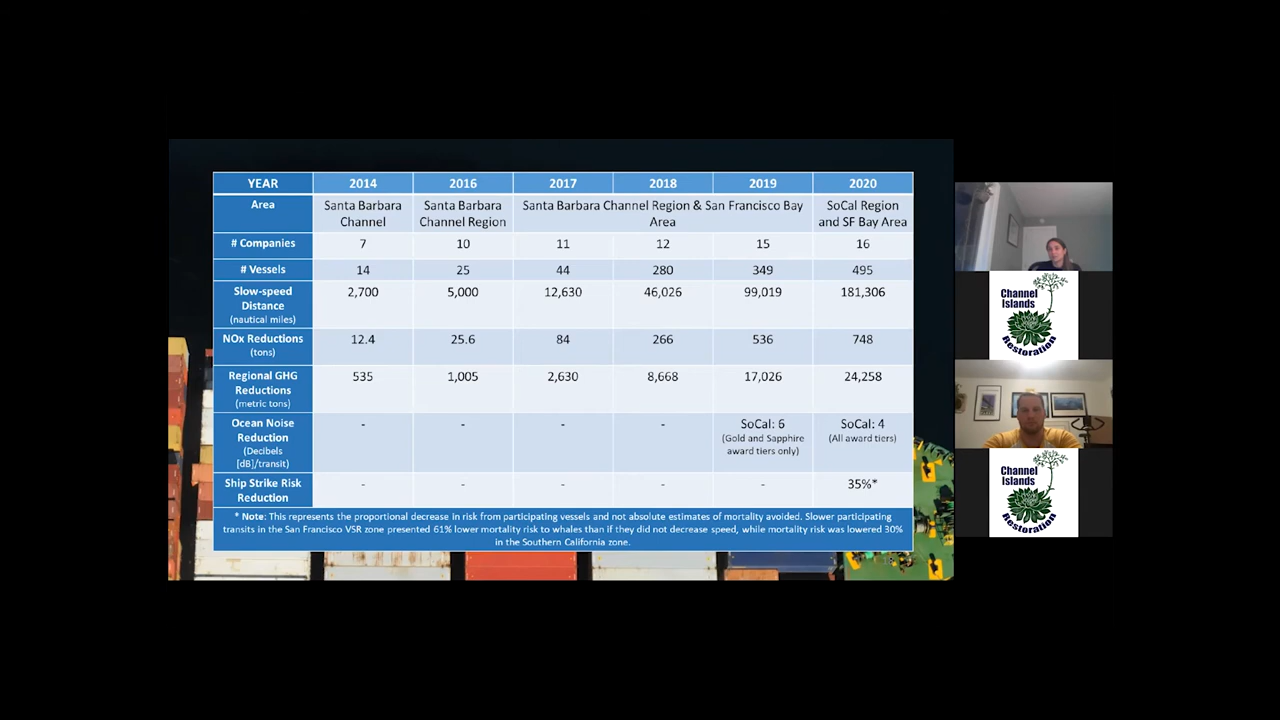 YEAR 2014 2016 2017 2018 2019 2020
Area
Santa Barbara
Channel
Santa Barbara
Channel Region
Santa Barbara Channel Region & San Francisco Bay
Area
SoCal Region
and SF Bay Area
# Companies 7 10 11 12 15 16
# Vessels 14 25 44 280 349 495
Slow-speed
Distance
(nautical miles)
2,700 5,000 12,630 46,026 99,019 181,306
NOx Reductions
(tons)
12.4 25.6 84 266 536 748
Regional GHG
Reductions
(metric tons)
535 1,005 2,630 8,668 17,026 24,258
Ocean Noise
Reduction
(Decibels
[dB]/transit)
- - - -
SoCal: 6
(Gold and Sapphire
award tiers only)
SoCal: 4
(All award tiers)
Ship Strike Risk
Reduction
- - - - - 35%*
* Note: This represents the proportional decrease in risk from participating vessels and not absolute estimates of mortality avoided. Slower participating
transits in the San Francisco VSR zone presented 61% lower mortality risk to whales than if they did not decrease speed, while mortality risk was lowered 30%
in the Southern California zone.
Channel
Islands
Restoration
Channel
Islands
Restoration